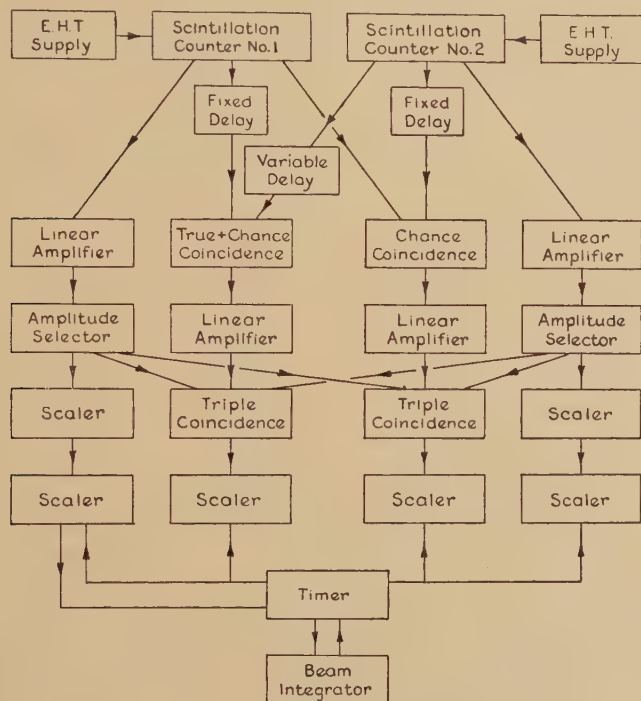 E.H.T
Supply
Scintillation
Counter No.1
Scintillation
Counter No.2
E H T.
Supply
Fixed
Delay
Fixed
Delay
Variable
Delay
Linear
Amplifier
True+Chance
Coincidence
Chance
Coincidence
Linear
Amplifier
Amplitude
Selector
Linear
Amplifier
Linear
Amplifier
Amplitude
Selector
Scaler
Triple
Coincidence
Triple
Coincidence
Scaler
Scaler
Scaler
Scaler
Scaler
Timer
Beam
Integrator